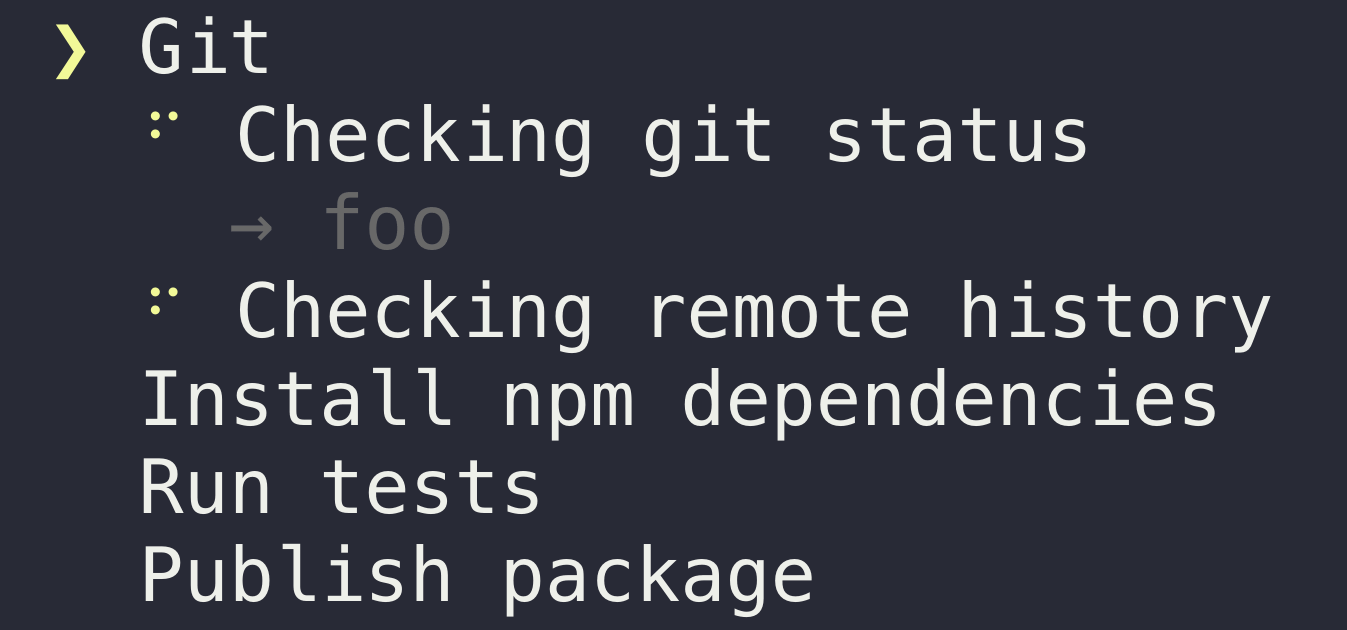 ❯ Git
⠋ Checking git status
→ foo
⠋ Checking remote history
Install npm dependencies
Run tests
Publish package